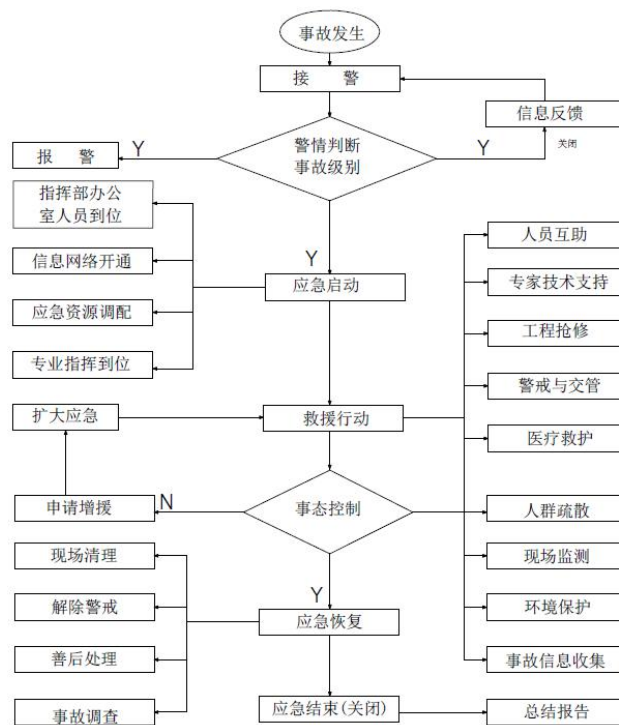 事故发生
接 警
信息反馈
警情判断
事故级别
Y
Y
关闭
报 警
指挥部办公
室人员到位
Y
人员互助
信息网络开通
应急启动
专家技术支持
应急资源调配
工程抢修
专业指挥到位
警戒与交管
扩大应急
救援行动
医疗救护
申请增援
N
事态控制
人群疏散
现场清理
现场监测
Y
解除警戒
应急恢复
环境保护
善后处理
事故信息收集
事故调查
应急结束(关闭)
总结报告